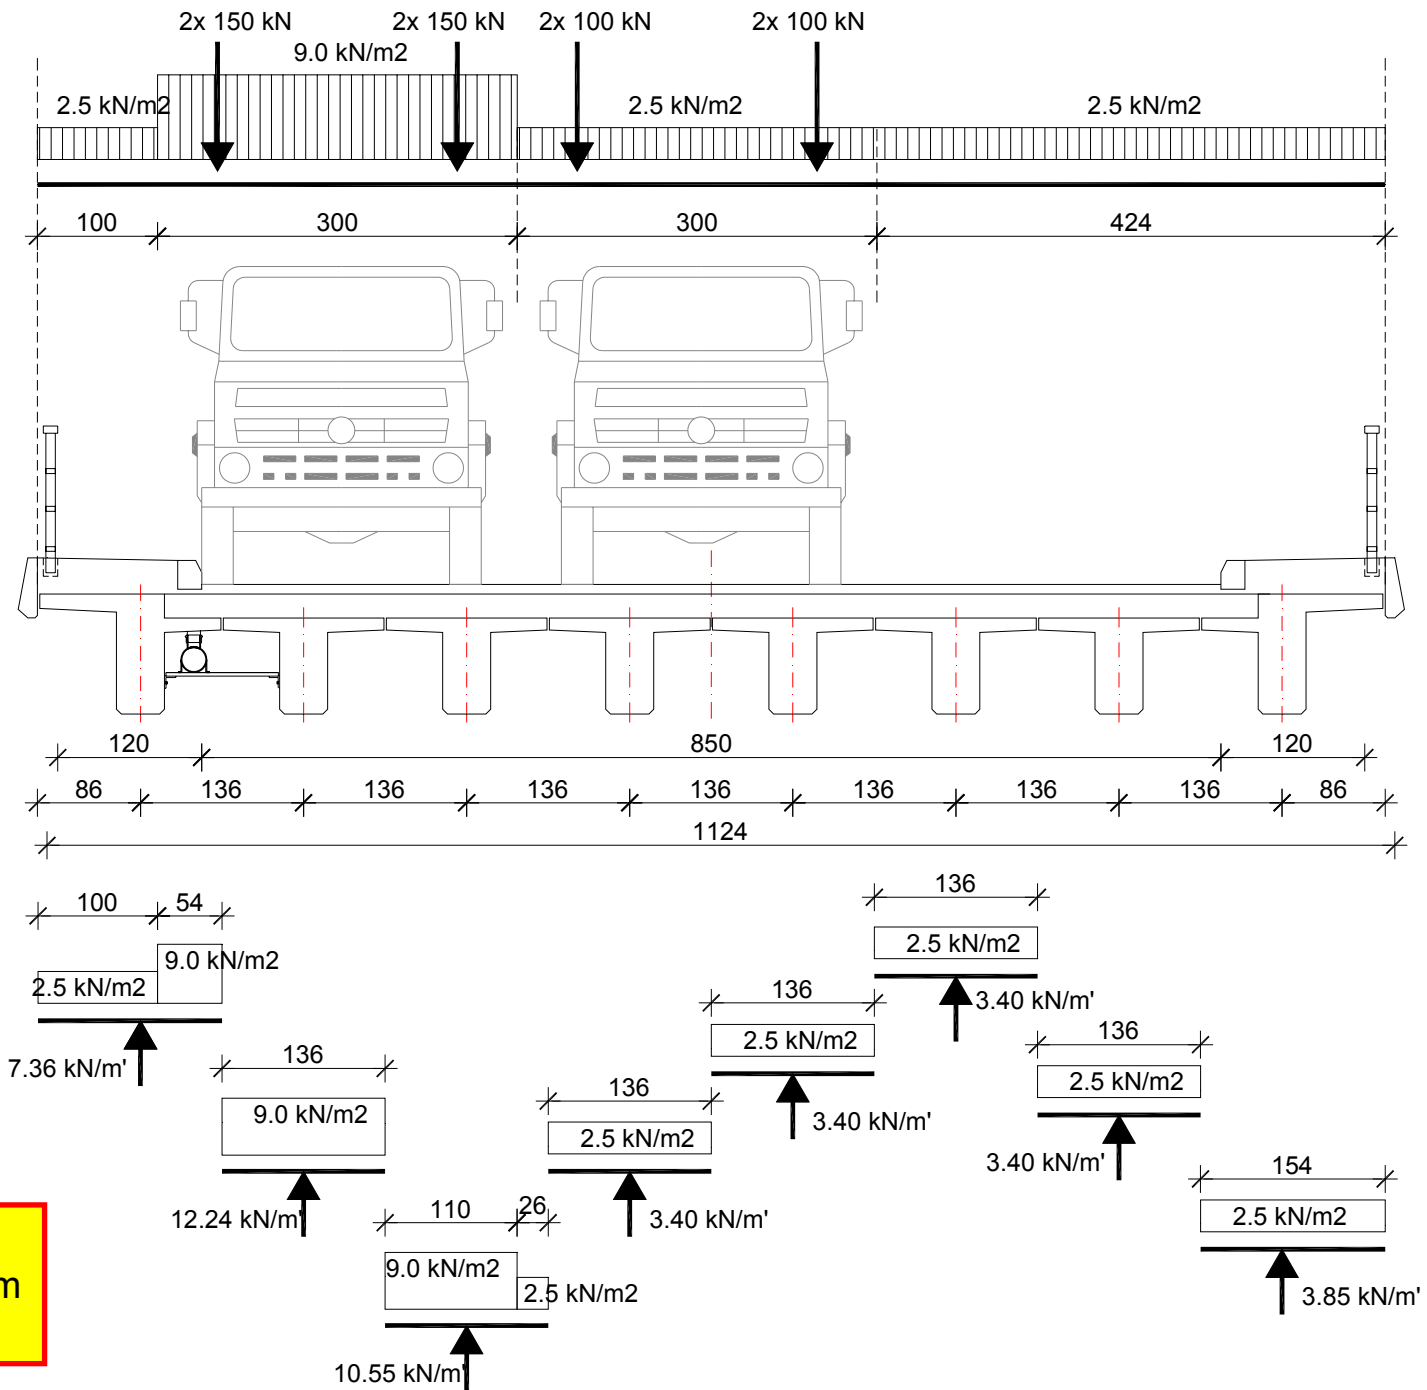 2x 150 kN 2x 150 kN 2x 100 kN 2x 100 kN
9.0 kN/m2
2.5 kN/m2 2.5 kN/m2 2.5 kN/m2
100 300 300 424
120 850 120
86 136 136 136 136 136 136 136 86
1124
100 54
9.0 kN/m2
2.5 kN/m2
7.36 kN/m'
136
9.0 kN/m2
12.24 kN/m'
110 26
9.0 kN/m2
2.5 kN/m2
10.55 kN/m'
136
2.5 kN/m2
3.40 kN/m'
136
2.5 kN/m2
3.40 kN/m'
136
2.5 kN/m2
3.40 kN/m'
136
2.5 kN/m2
3.40 kN/m'
154
2.5 kN/m2
3.85 kN/m'
m